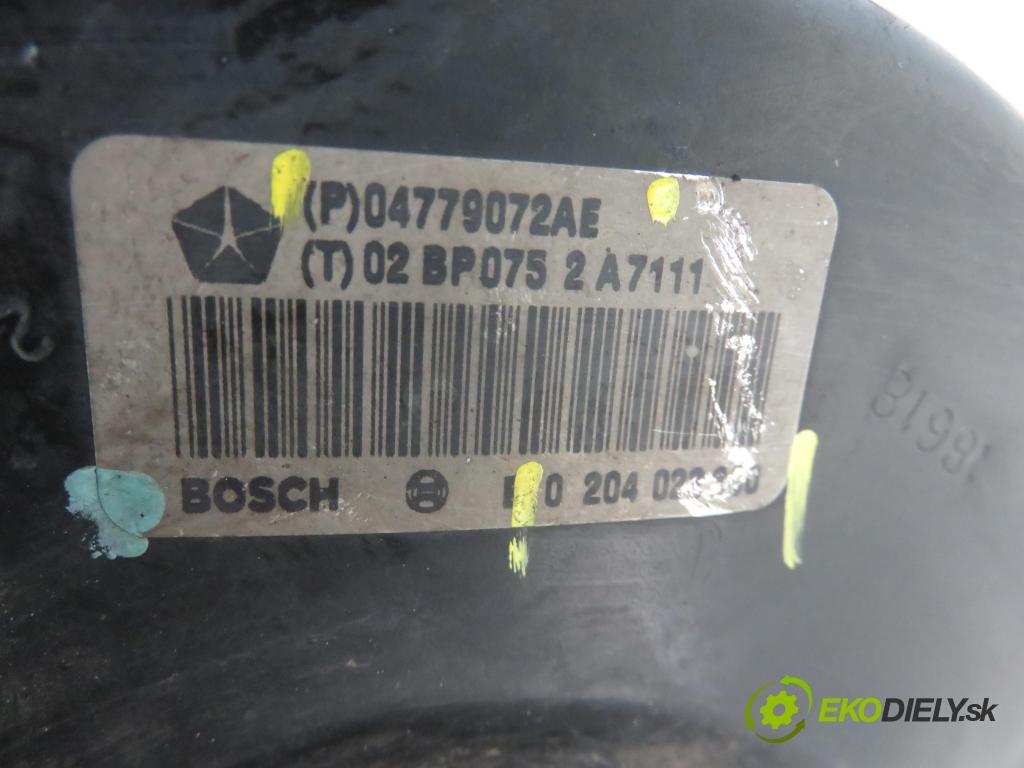 (P)04779072AE
(T) 02 BP075 2 A7111
BOSCH 0 204
EKODIELY.sk